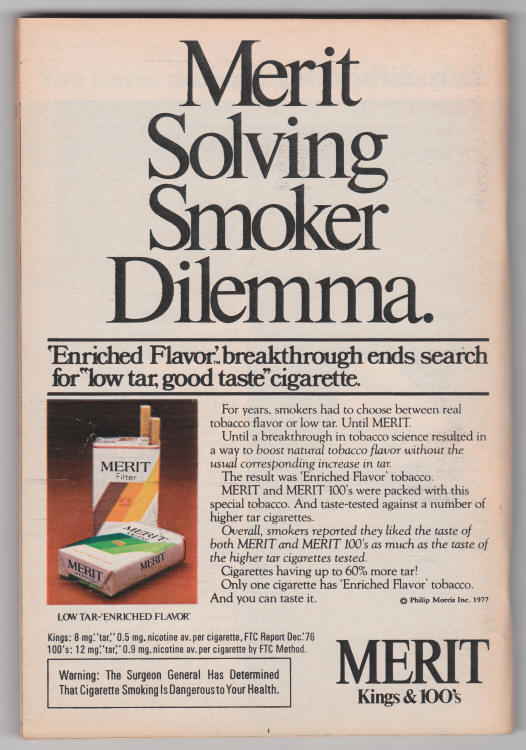 Merit
Solving
Smoker
Dilemma.
'Enriched Flavor,'™ breakthrough ends search
for "low tar, good taste" cigarette.
For years, smokers had to choose between real
tobacco flavor or low tar. Until MERIT.
Until a breakthrough in tobacco science resulted in
a way to boost natural tobacco flavor without the
usual corresponding increase in tar.
The result was 'Enriched Flavor' tobacco.
MERIT and MERIT 100's were packed with this
special tobacco. And taste-tested against a number of
higher tar cigarettes.
Overall, smokers reported they liked the taste of
both MERIT and MERIT 100's as much as the taste of
the higher tar cigarettes tested.
Cigarettes having up to 60% more tar!
Only one cigarette has 'Enriched Flavor' tobacco.
And you can taste it.
© Philip Morris Inc. 1977
MERIT
Filter
MERIT
MERIT
MERIT
LOW TAR-'ENRICHED FLAVOR'
Kings: 8 mg."tar," 0.5 mg. nicotine av. per cigarette, FTC Report Dec.'76
100's: 12 mg."tar," 0.9 mg. nicotine av. per cigarette by FTC Method.
Warning: The Surgeon General Has Determined
That Cigarette Smoking Is Dangerous to Your Health.
MERIT
Kings & 100's